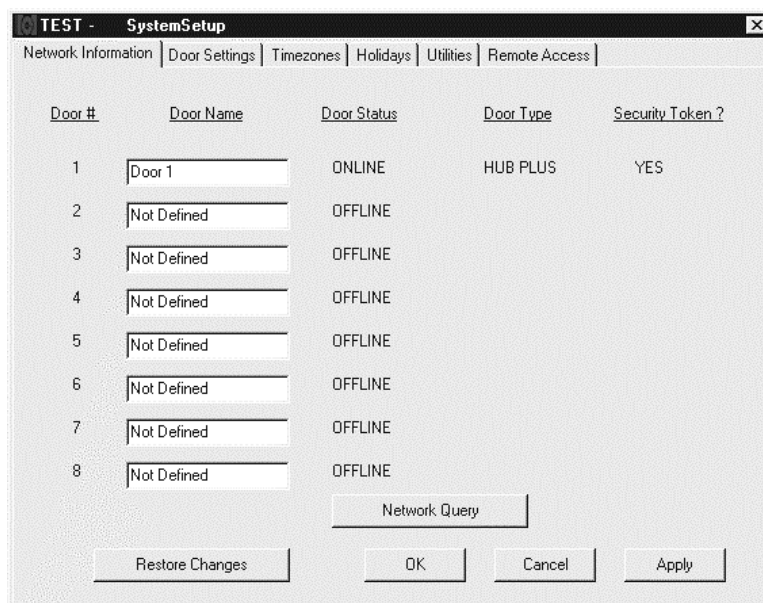 TEST - SystemSetup
Network Information Door Settings Timezones Holidays Utilities Remote Access
Door # Door Name Door Status Door Type Security Token ?
1 Door 1 ONLINE HUB PLUS YES
2 Not Defined OFFLINE
3 Not Defined OFFLINE
4 Not Defined OFFLINE
5 Not Defined OFFLINE
6 Not Defined OFFLINE
7 Not Defined OFFLINE
8 Not Defined OFFLINE
Network Query
Restore Changes OK Cancel Apply